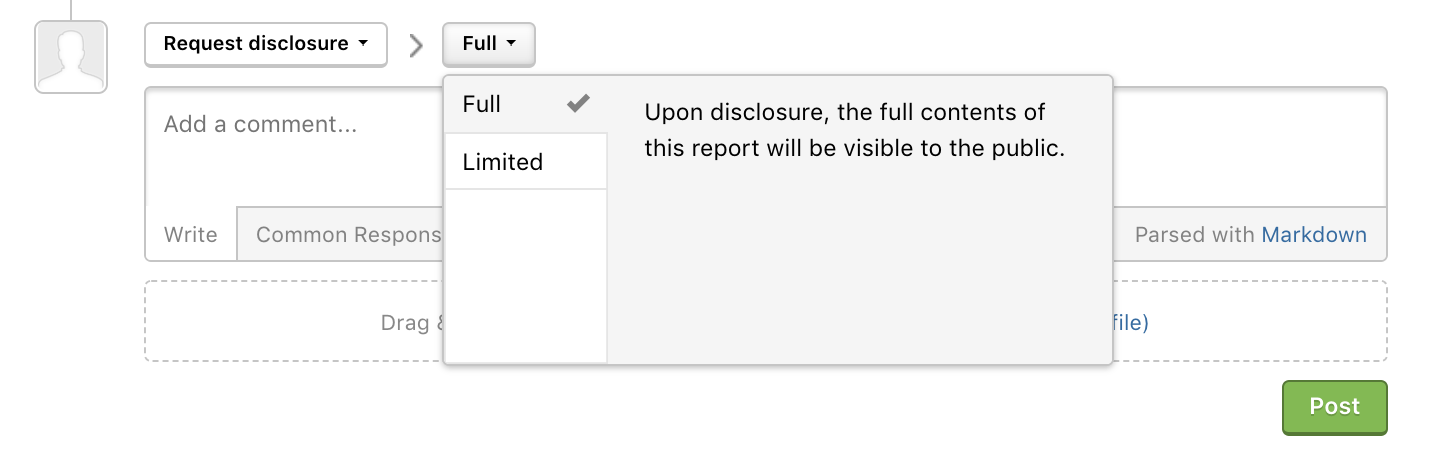 Request disclosure
Full
Full
Upon disclosure, the full contents of
this report will be visible to the public.
Limited
Add a comment...
Write
Common Respons
Parsed with Markdown
Drag
file)
Post